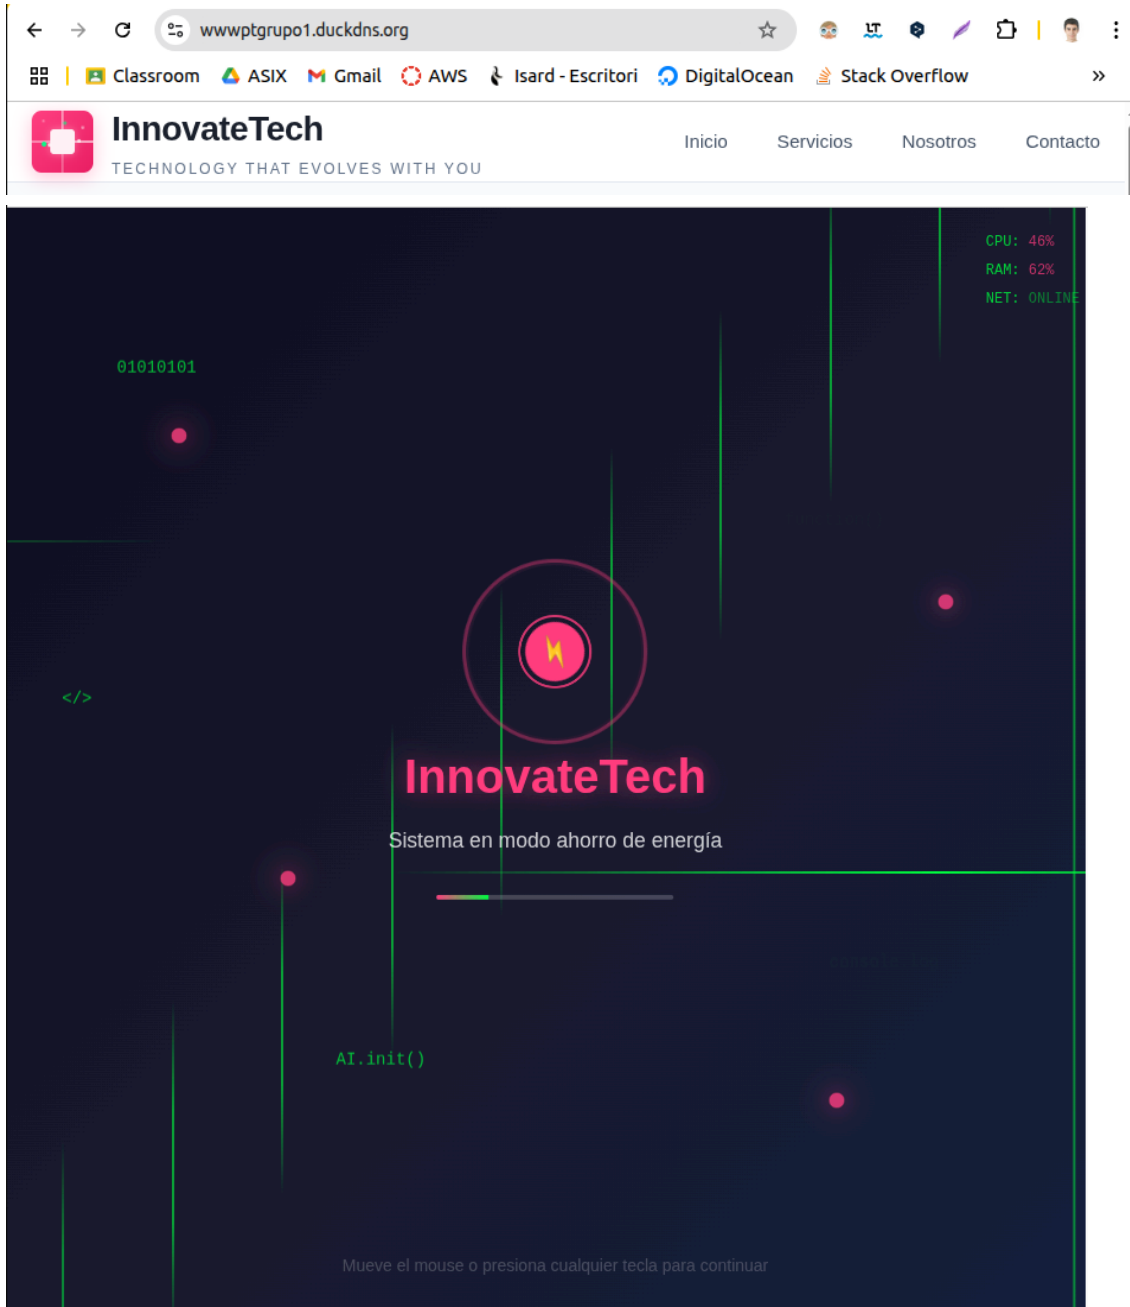 wwwptgrupo1.duckdns.org
Classroom ASIX Gmail AWS Isard - Escritori DigitalOcean Stack Overflow »
InnovateTech
TECHNOLOGY THAT EVOLVES WITH YOU
Inicio Servicios Nosotros Contacto
CPU: 46%
RAM: 62%
NET: ONLINE
01010101
</>
InnovateTech
Sistema en modo ahorro de energía
AI.init()
Mueve el mouse o presiona cualquier tecla para continuar